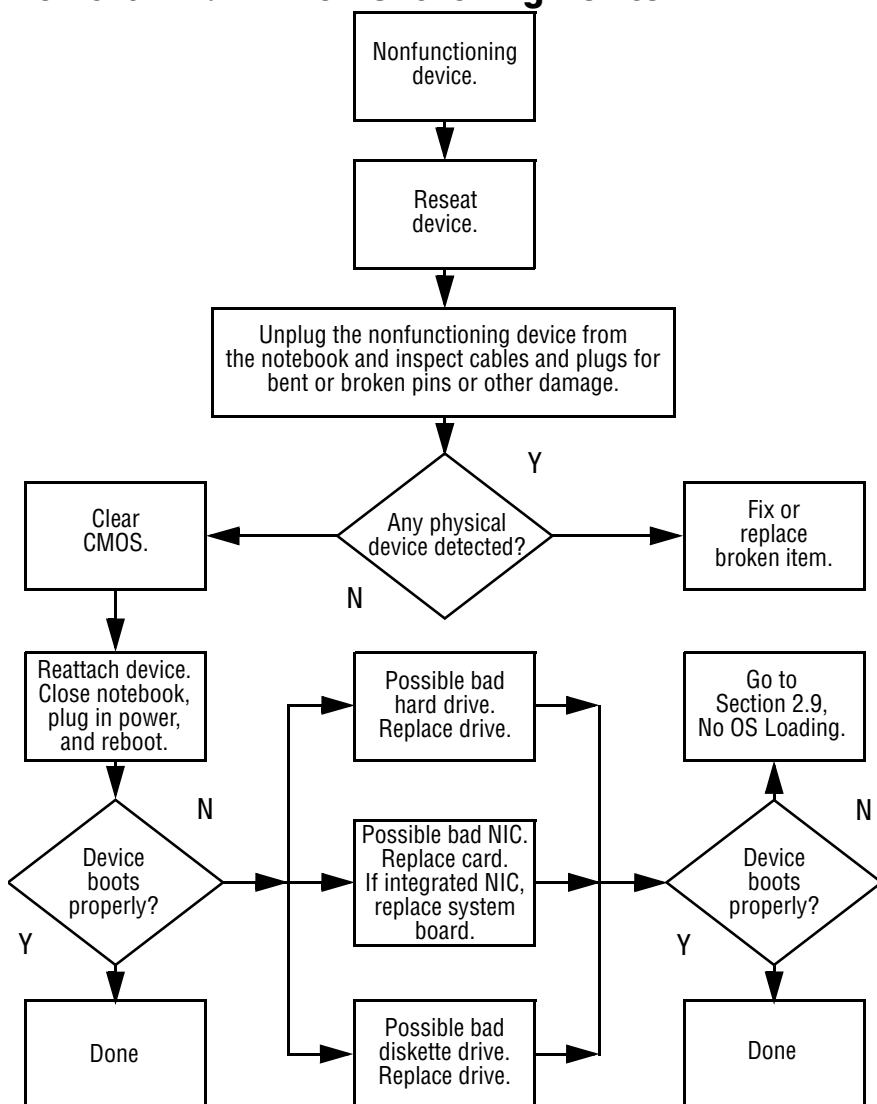 Nonfunctioning
device.
Reseat
device.
Unplug the nonfunctioning device from
the notebook and inspect cables and plugs for
bent or broken pins or other damage.
Y
Any physical
device detected?
N
Clear
CMOS.
Fix or
replace
broken item.
Reattach device.
Close notebook,
plug in power,
and reboot.
Possible bad
hard drive.
Replace drive.
Go to
Section 2.9,
No OS Loading.
N
Device
boots
properly?
Y
Possible bad NIC.
Replace card.
If integrated NIC,
replace system
board.
N
Device
boots
properly?
Y
Done
Possible bad
diskette drive.
Replace drive.
Done